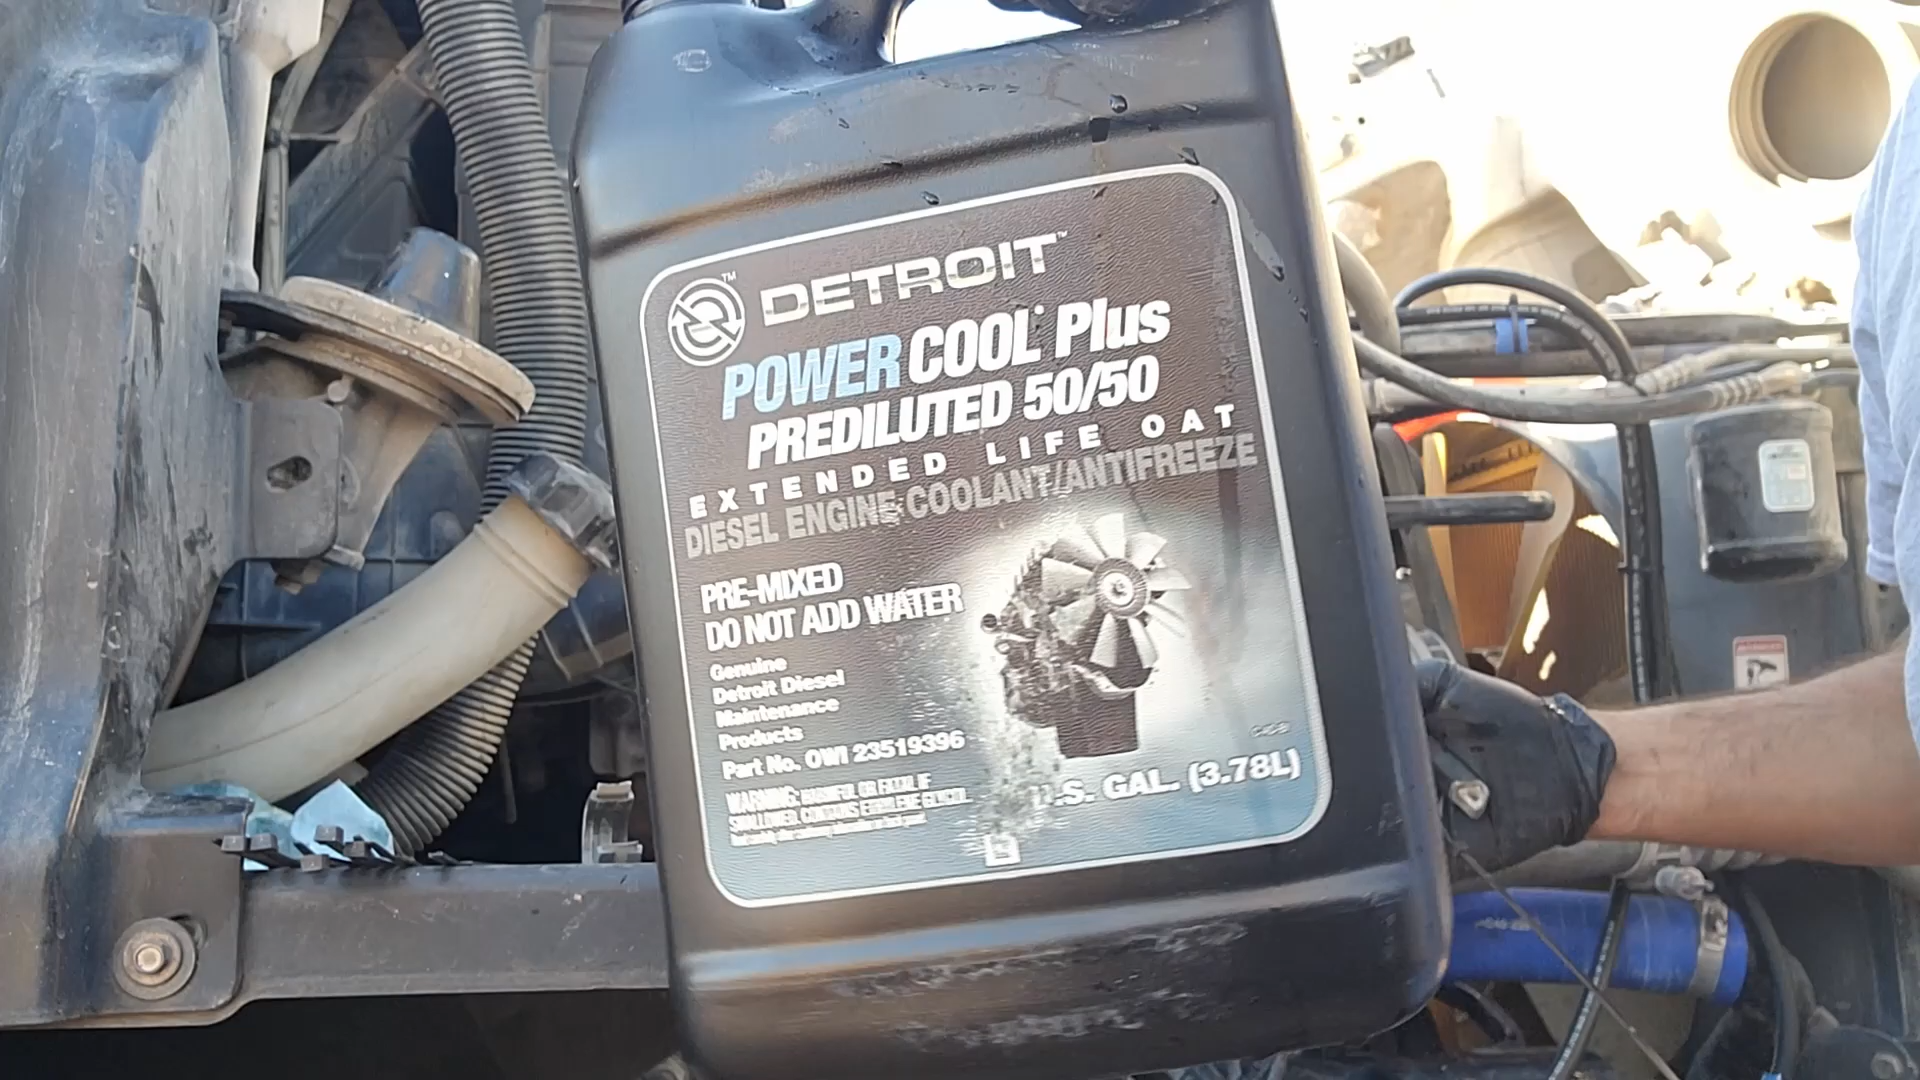 DETROIT™
POWER COOL Plus
PREDILUTED 50/50
EXTENDED LIFE OAT
DIESEL ENGINE COOLANT/ANTIFREEZE
PRE-MIXED
DO NOT ADD WATER
Genuine
Detroit Diesel
Maintenance
Products
Part No. OWI 23519396
WARNING: HARMFUL OR FATAL IF
SWALLOWED. CONTAINS ETHYLENE GLYCOL.
U.S. GAL. (3.78L)